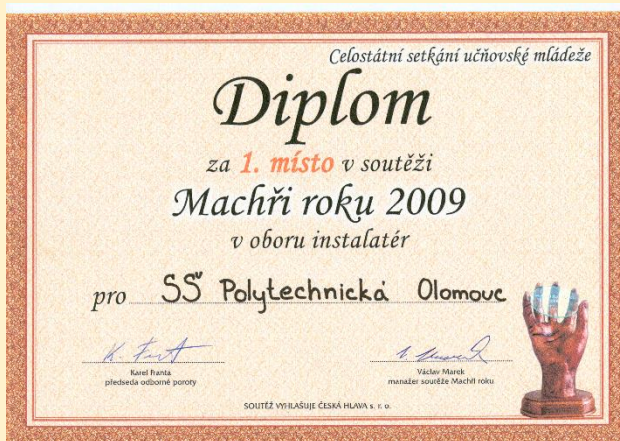 Celostátní setkání učňovské mládeže
Diplom
za 1. místo v soutěži
Machři roku 2009
v oboru instalatér
pro SŠ Polytechnická Olomouc
Karel Franta
předseda odborné poroty
Václav Marek
manažer soutěže Machři roku
SOUTĚŽ VYHLAŠUJE ČESKÁ HLAVA s. r. o.